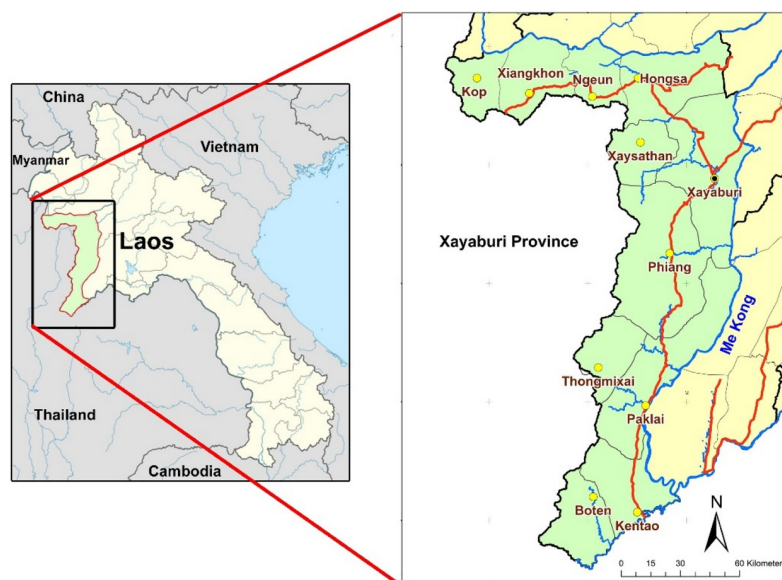 China
Myanmar
Vietnam
Laos
Thailand
Cambodia
Kop
Xiangkhon
Ngeun
Hongsa
Xaysathan
Xayaburi
Xayaburi Province
Phiang
Me Kong
Thongmixai
Paklai
Boten
Kentao
N
0 15 30 60 Kilometer